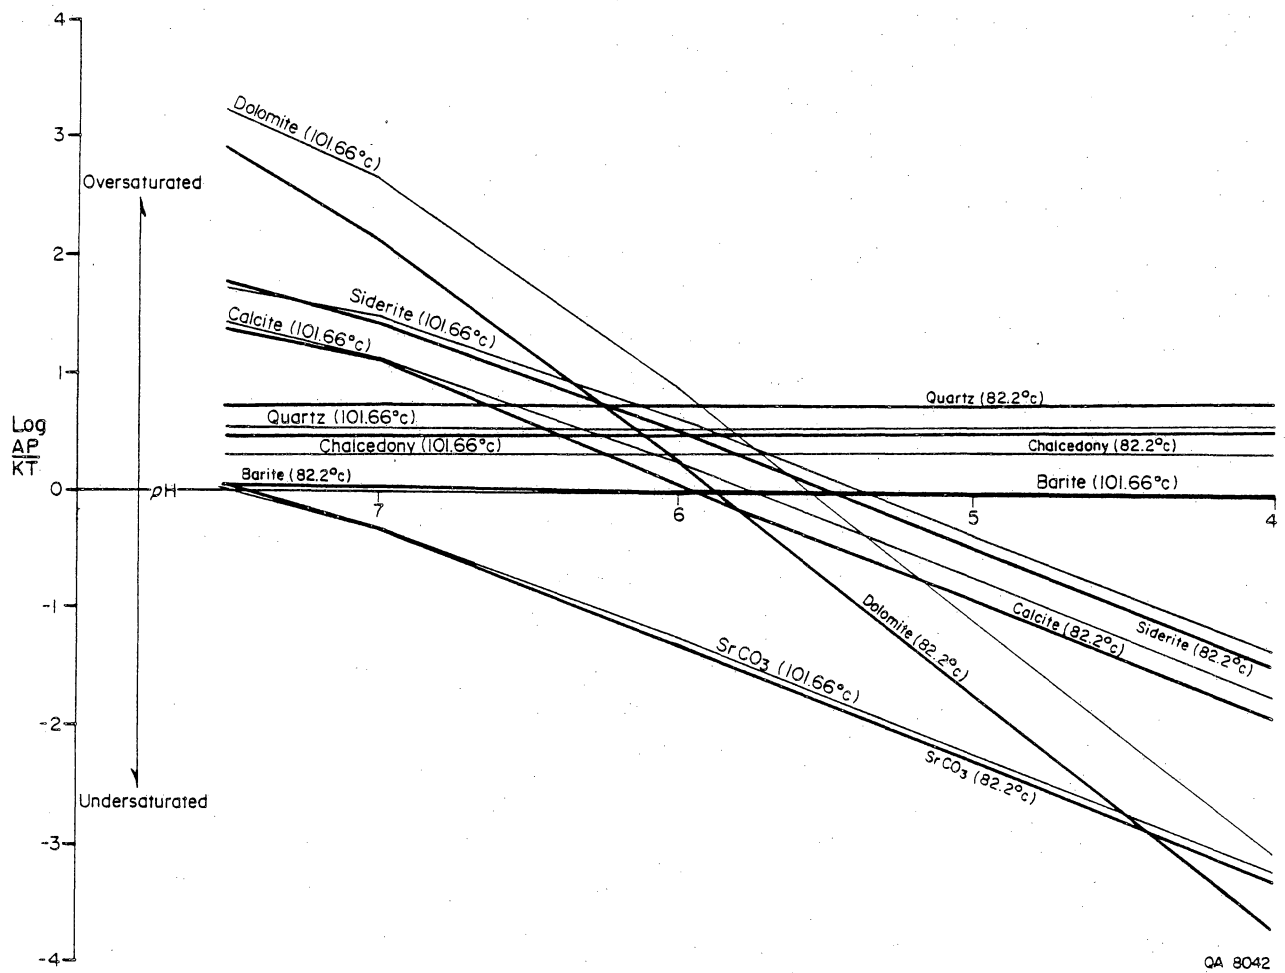 4
3
2
1
0
-1
-2
-3
-4
Log
AP
KT
Oversaturated
Undersaturated
pH
7
6
5
4
Dolomite (101.66°c)
Siderite (101.66°c)
Calcite (101.66°c)
Quartz (82.2°c)
Quartz (101.66°c)
Chalcedony (101.66°c)
Chalcedony (82.2°c)
Barite (82.2°c)
Barite (101.66°c)
Dolomite (82.2°c)
Calcite (82.2°c)
Siderite (82.2°c)
SrCO₃ (101.66°c)
SrCO₃ (82.2°c)
QA 8042